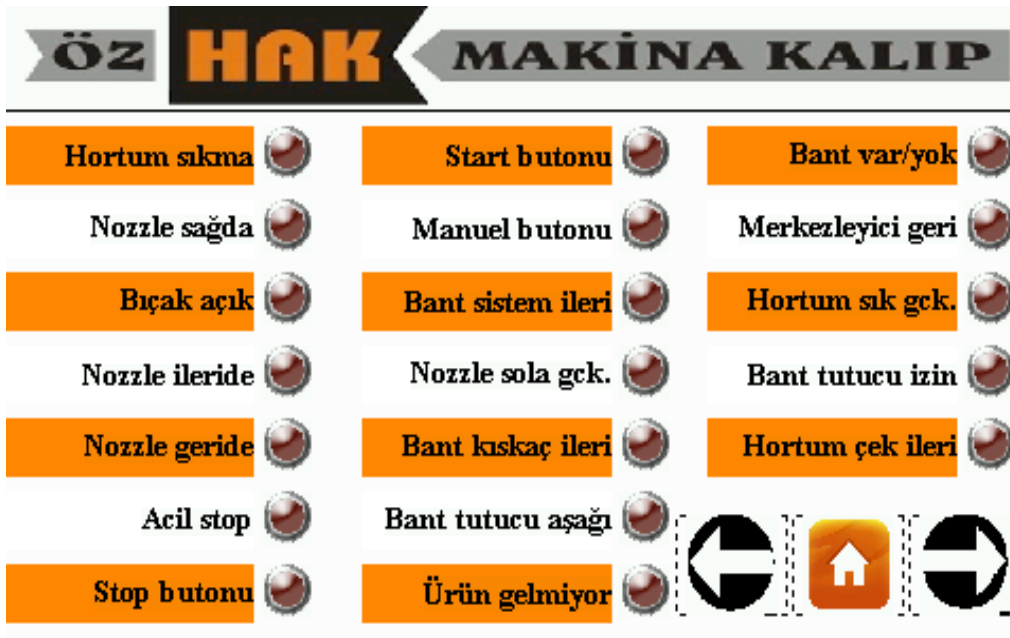 ÖZ HAK MAKİNA KALIP
Hortum sıkma
Nozzle sağda
Bıçak açık
Nozzle ileride
Nozzle geride
Acil stop
Stop butonu
Start butonu
Manuel butonu
Bant sistem ileri
Nozzle sola gck.
Bant kıskaç ileri
Bant tutucu aşağı
Ürün gelmiyor
Bant var/yok
Merkezleyici geri
Hortum sık gck.
Bant tutucu izin
Hortum çek ileri